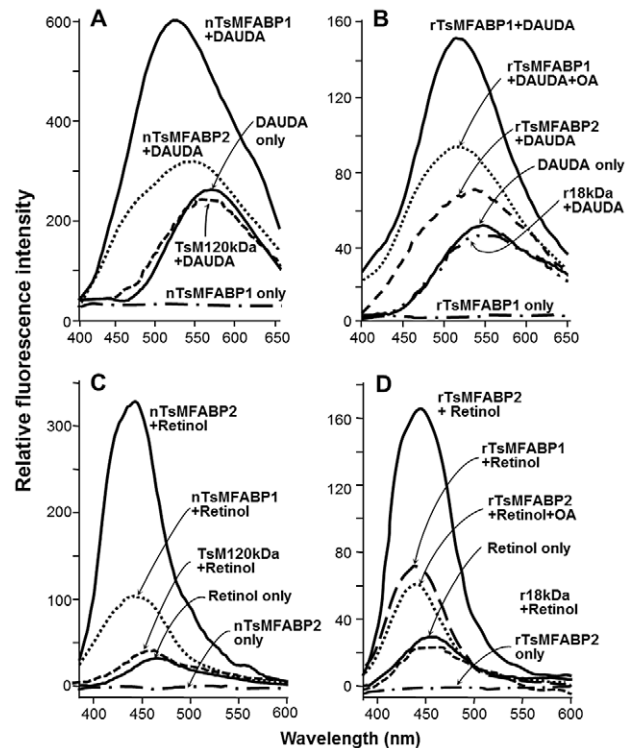 Relative fluorescence intensity
A
600
400
200
0
400 450 500 550 600 650
nTsMFABP1
+DAUDA
nTsMFABP2
+DAUDA
DAUDA
only
TsM120kDa
+DAUDA
nTsMFABP1 only
B
160
120
80
40
0
400 450 500 550 600 650
rTsMFABP1+DAUDA
rTsMFABP1
+DAUDA+OA
rTsMFABP2
+DAUDA
DAUDA only
r18kDa
+DAUDA
rTsMFABP1 only
C
300
200
100
0
400 450 500 550 600
nTsMFABP2
+Retinol
nTsMFABP1
+Retinol
TsM120kDa
+Retinol
Retinol only
nTsMFABP2
only
D
160
120
80
60
40
20
0
400 450 500 550 600
rTsMFABP2
+ Retinol
rTsMFABP1
+Retinol
rTsMFABP2
+Retinol+OA
Retinol only
r18kDa
+Retinol
rTsMFABP2
only
Wavelength (nm)